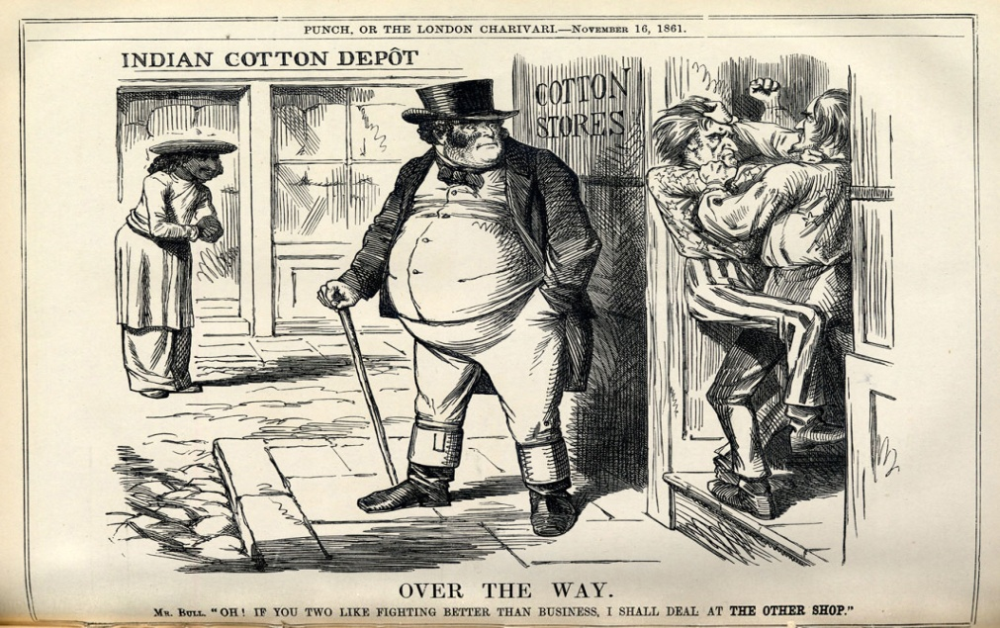 PUNCH, OR THE LONDON CHARIVARI.—NOVEMBER 16, 1861.
INDIAN COTTON DEPÔT
COTTON
STORES
OVER THE WAY.
MR. BULL. "OH! IF YOU TWO LIKE FIGHTING BETTER THAN BUSINESS, I SHALL DEAL AT THE OTHER SHOP."